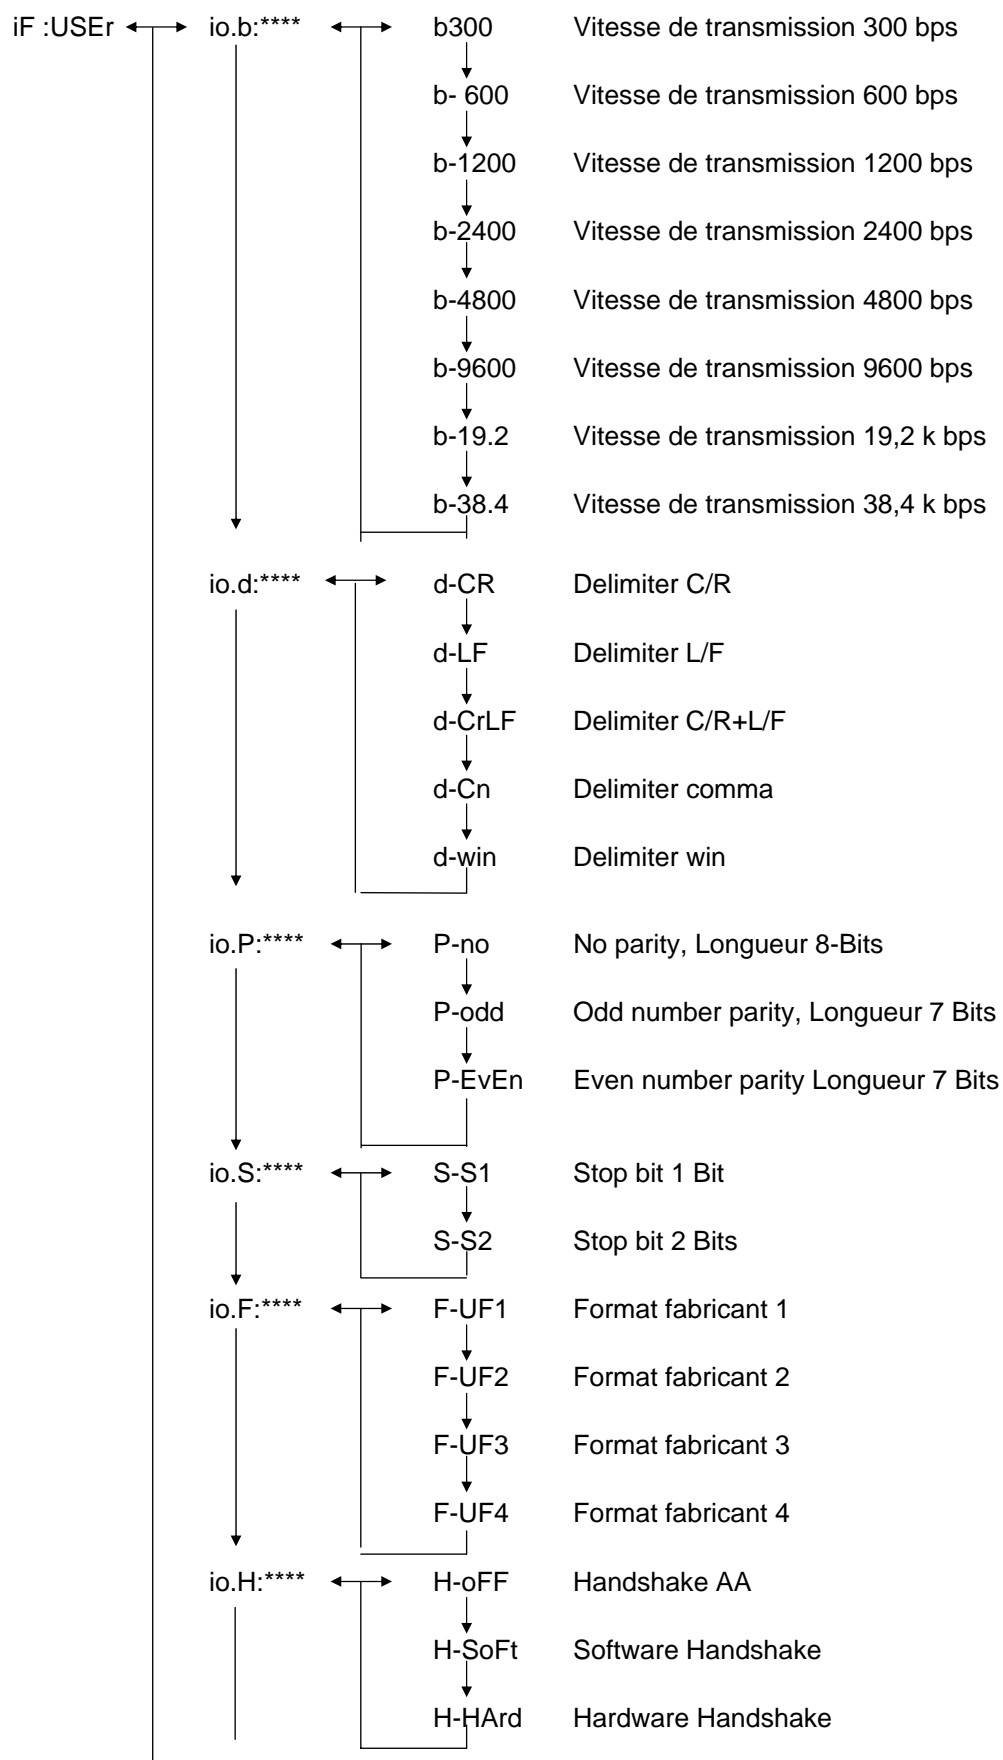 iF :USEr io.b:**** b300 Vitesse de transmission 300 bps
b- 600 Vitesse de transmission 600 bps
b-1200 Vitesse de transmission 1200 bps
b-2400 Vitesse de transmission 2400 bps
b-4800 Vitesse de transmission 4800 bps
b-9600 Vitesse de transmission 9600 bps
b-19.2 Vitesse de transmission 19,2 k bps
b-38.4 Vitesse de transmission 38,4 k bps
io.d:**** d-CR Delimiter C/R
d-LF Delimiter L/F
d-CrLF Delimiter C/R+L/F
d-Cn Delimiter comma
d-win Delimiter win
io.P:**** P-no No parity, Longueur 8-Bits
P-odd Odd number parity, Longueur 7 Bits
P-EvEn Even number parity Longueur 7 Bits
io.S:**** S-S1 Stop bit 1 Bit
S-S2 Stop bit 2 Bits
io.F:**** F-UF1 Format fabricant 1
F-UF2 Format fabricant 2
F-UF3 Format fabricant 3
F-UF4 Format fabricant 4
io.H:**** H-oFF Handshake AA
H-SoFt Software Handshake
H-HArd Hardware Handshake